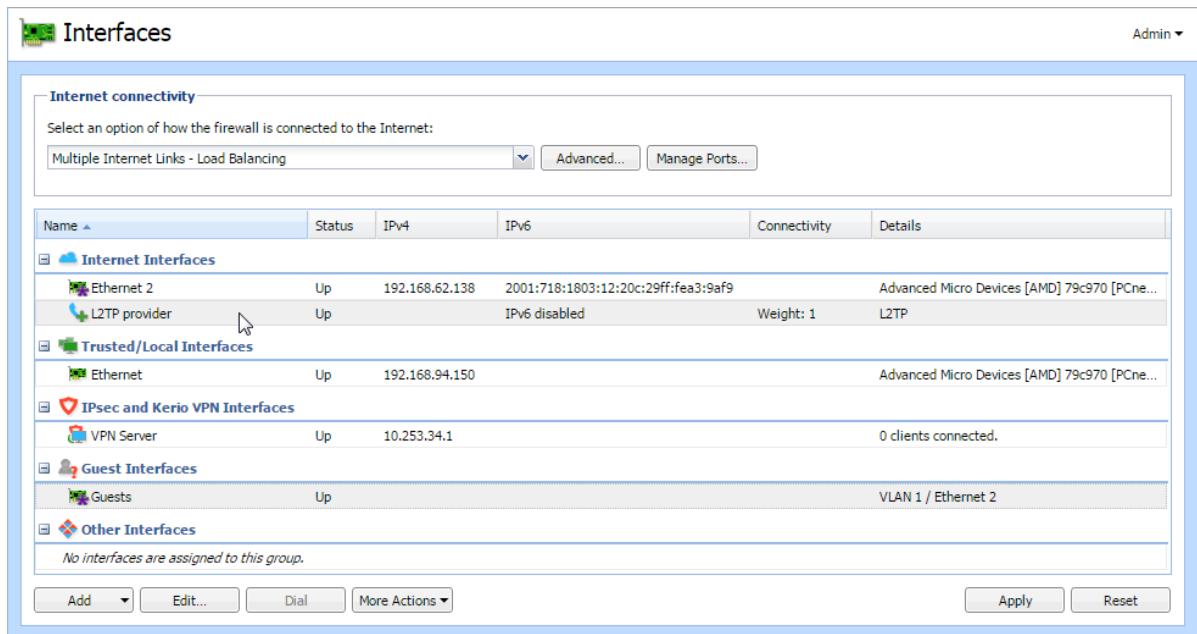 Interfaces
Admin
Internet connectivity
Select an option of how the firewall is connected to the Internet:
Multiple Internet Links - Load Balancing Advanced... Manage Ports...
Name Status IPv4 IPv6 Connectivity Details
Internet Interfaces
Ethernet 2 Up 192.168.62.138 2001:718:1803:12:20c:29ff:fea3:9af9 Advanced Micro Devices [AMD] 79c970 [PCne...
L2TP provider Up IPv6 disabled Weight: 1 L2TP
Trusted/Local Interfaces
Ethernet Up 192.168.94.150 Advanced Micro Devices [AMD] 79c970 [PCne...
IPsec and Kerio VPN Interfaces
VPN Server Up 10.253.34.1 0 clients connected.
Guest Interfaces
Guests Up VLAN 1 / Ethernet 2
Other Interfaces
No interfaces are assigned to this group.
Add Edit... Dial More Actions Apply Reset